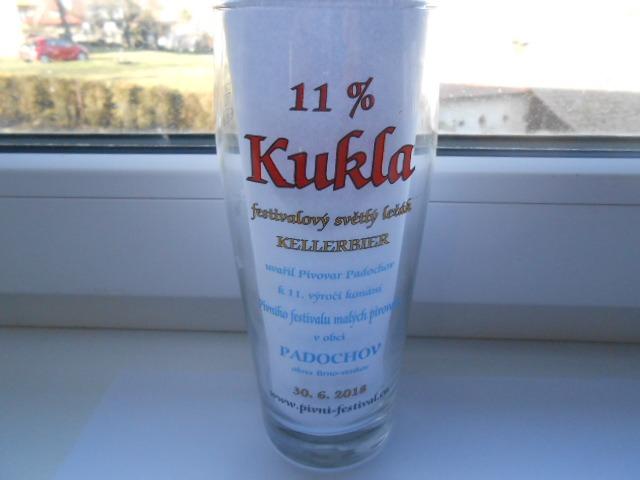 11 %
Kukla
festivalový světlý ležák
KELLERBIER
uvařil Pivovar Padochov
k 11. výročí konání
Pivního festivalu malých pivovarů
v obci
PADOCHOV
okres Brno-venkov
30. 6. 2018
www.pivni-festival.cz